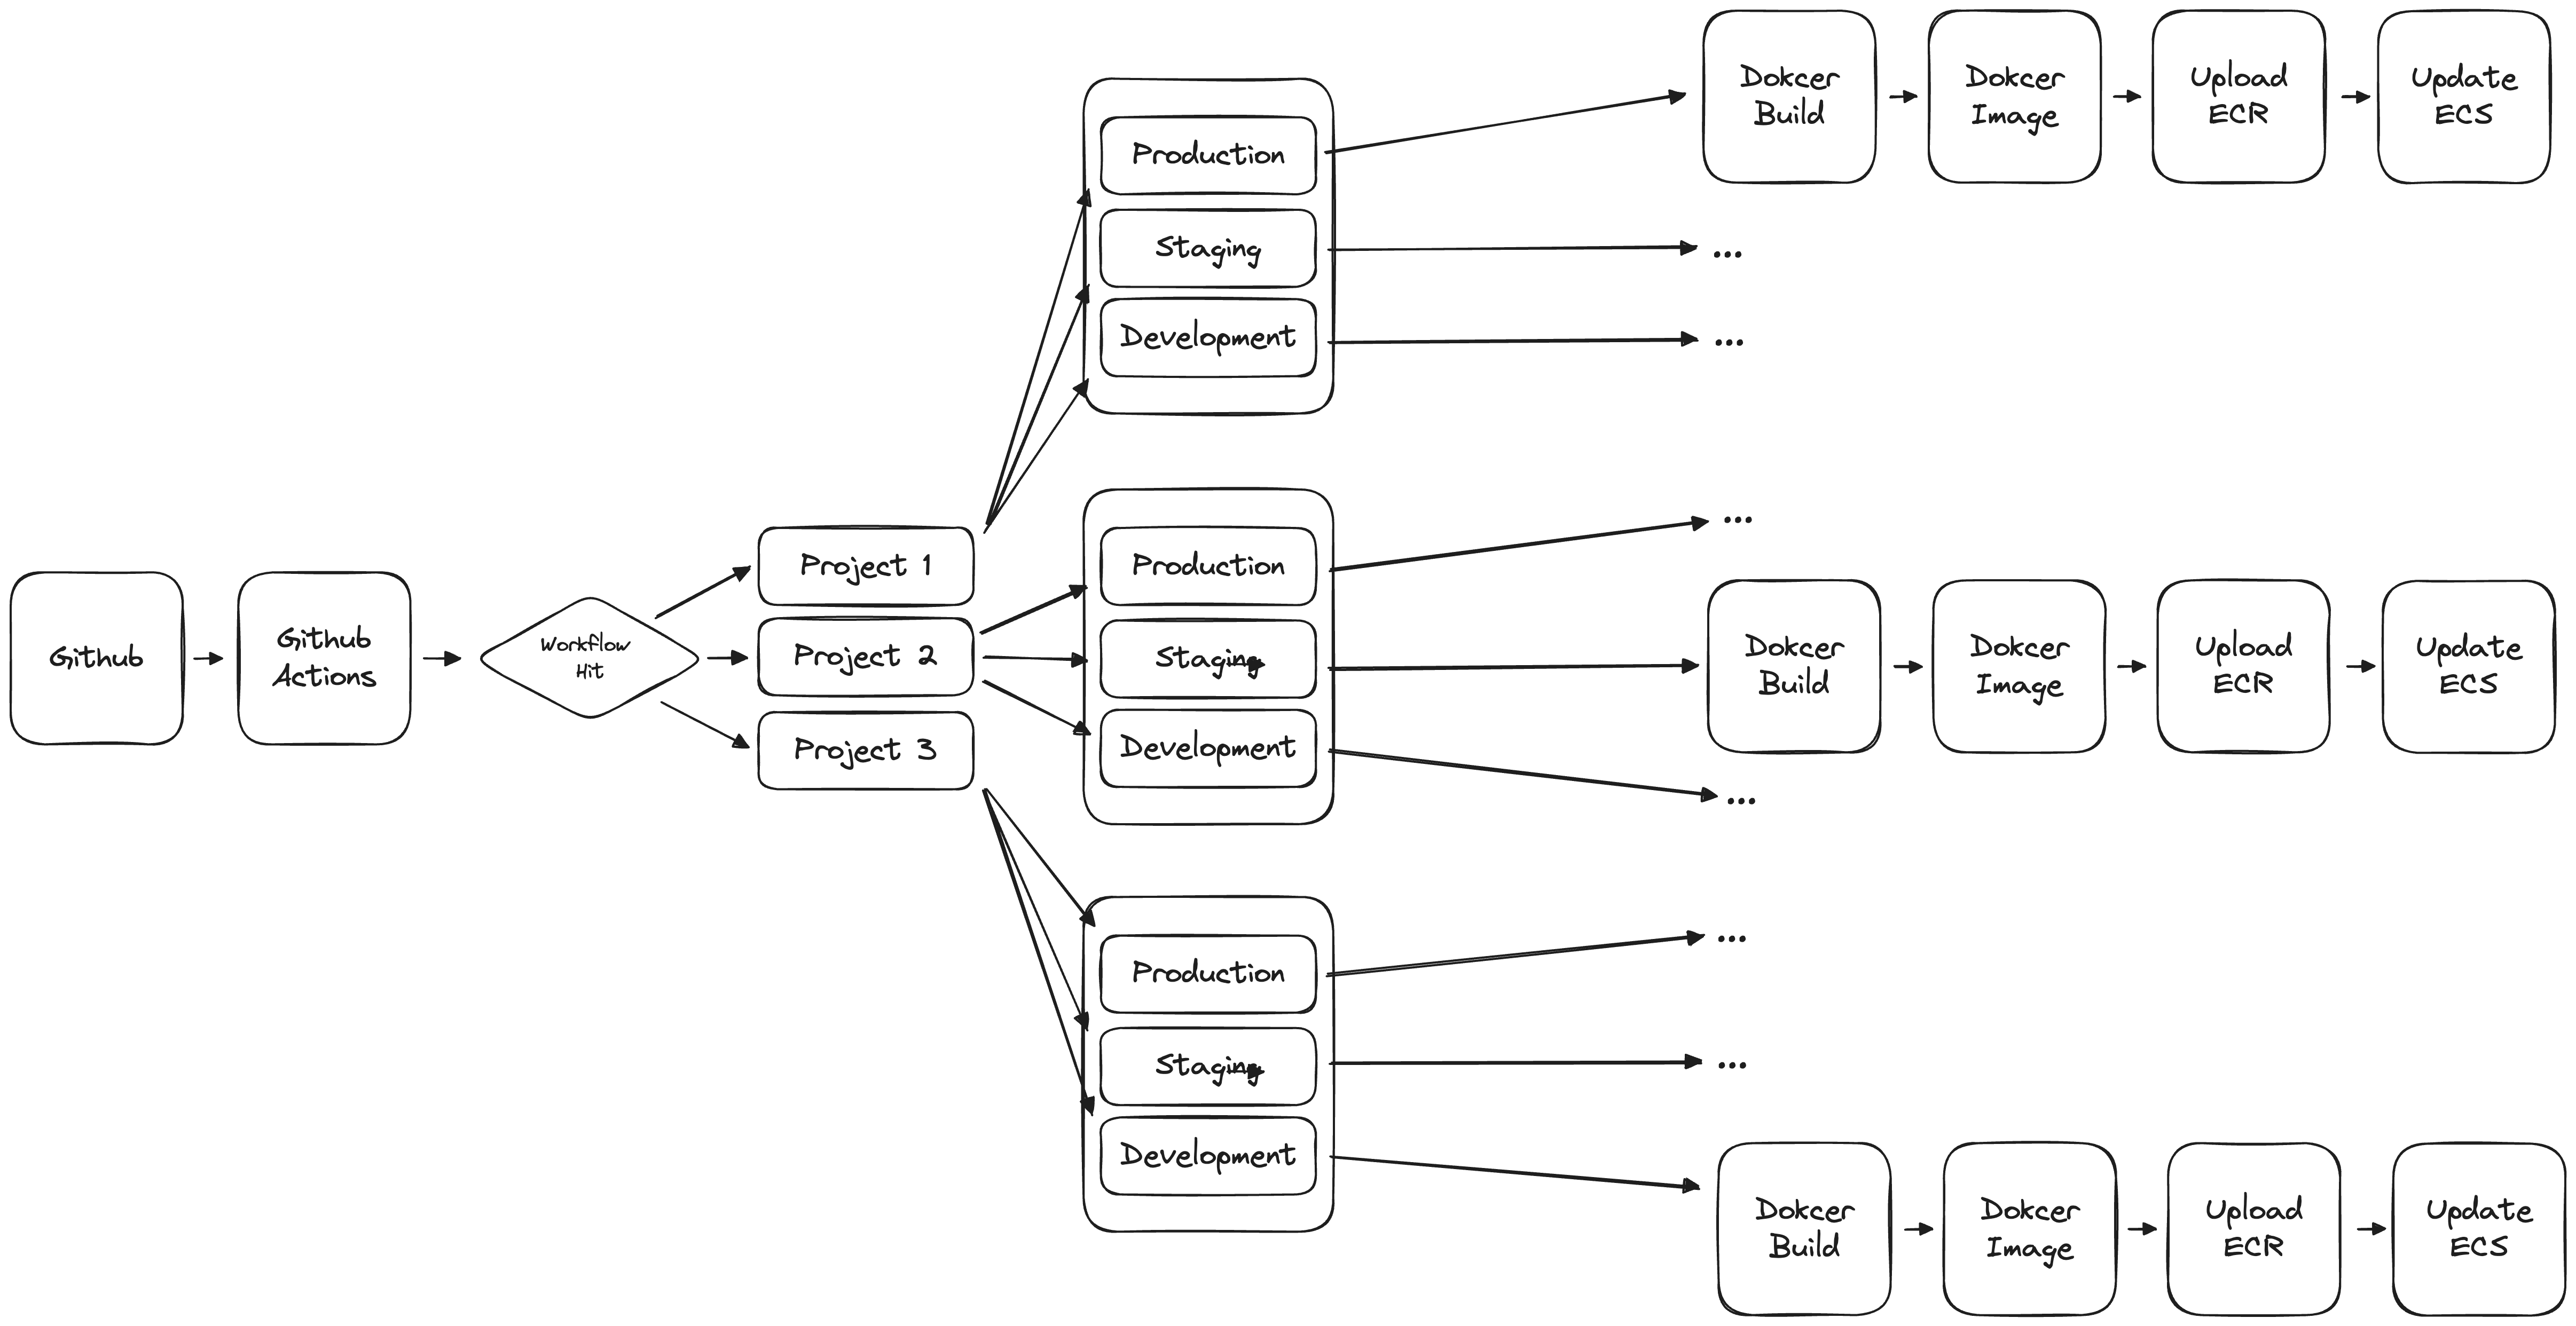 Github
Github
Actions
Workflow
Hit
Project 1
Project 2
Project 3
Production
Staging
Development
Production
Staging
Development
Production
Staging
Development
Dokcer
Build
Dokcer
Image
Upload
ECR
Update
ECS
...
...
...
Dokcer
Build
Dokcer
Image
Upload
ECR
Update
ECS
...
...
...
Dokcer
Build
Dokcer
Image
Upload
ECR
Update
ECS